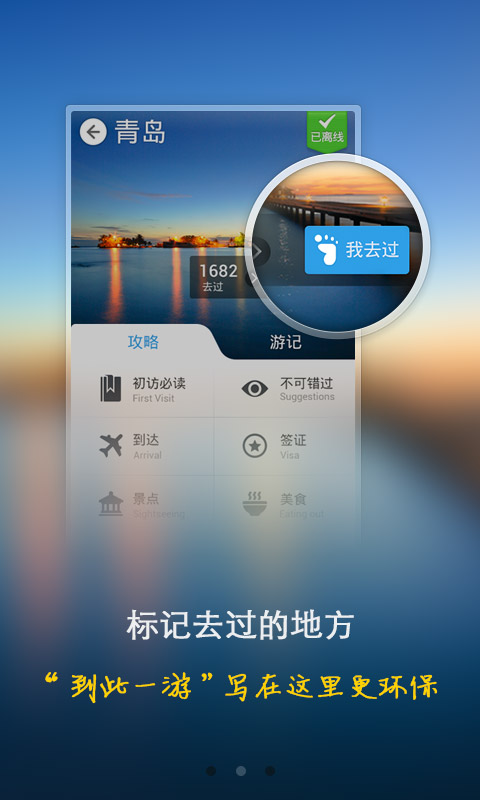 青岛
已离线
我去过
1682
去过
攻略
游记
初访必读
First Visit
不可错过
Suggestions
到达
Arrival
签证
Visa
景点
Sightseeing
美食
Eating out
标记去过的地方
“到此一游”写在这里更环保